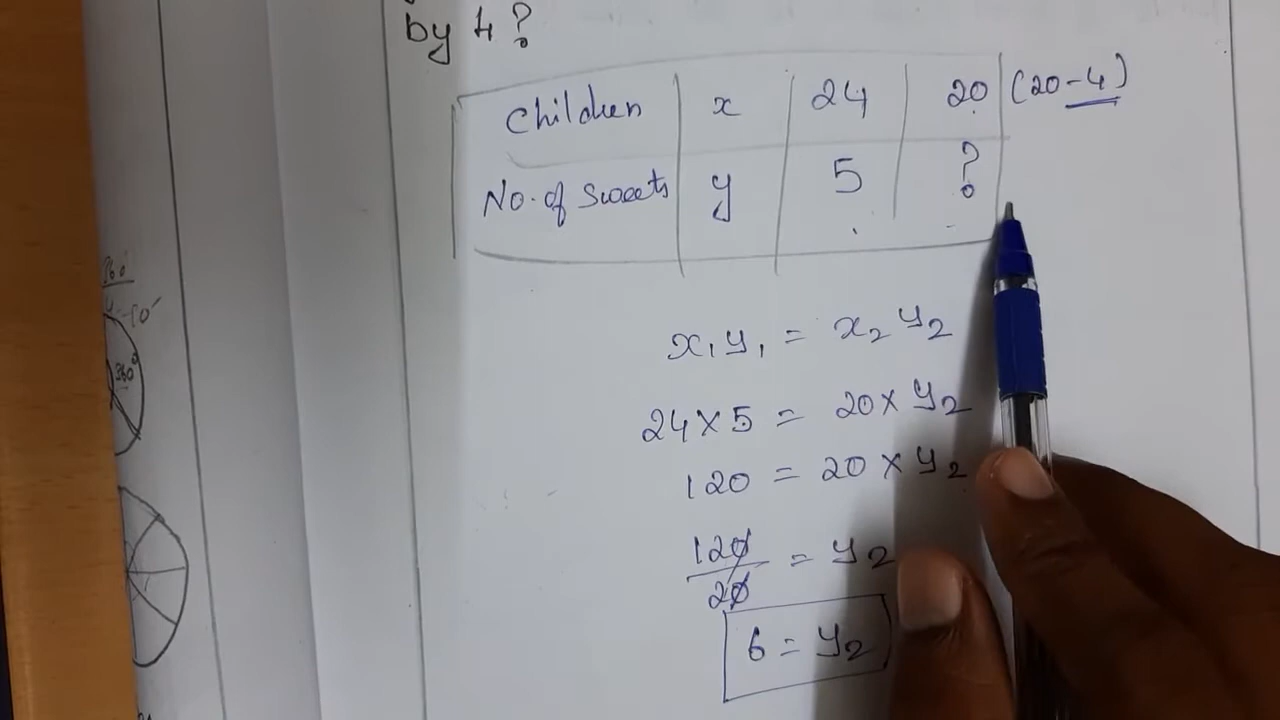 by 4 ?
Children x 24 20 (20-4)
No. of Sweets y 5 ?
x₁y₁ = x₂y₂
24×5 = 20×y₂
120 = 20×y₂
120/20 = y₂
6 = y₂
360°